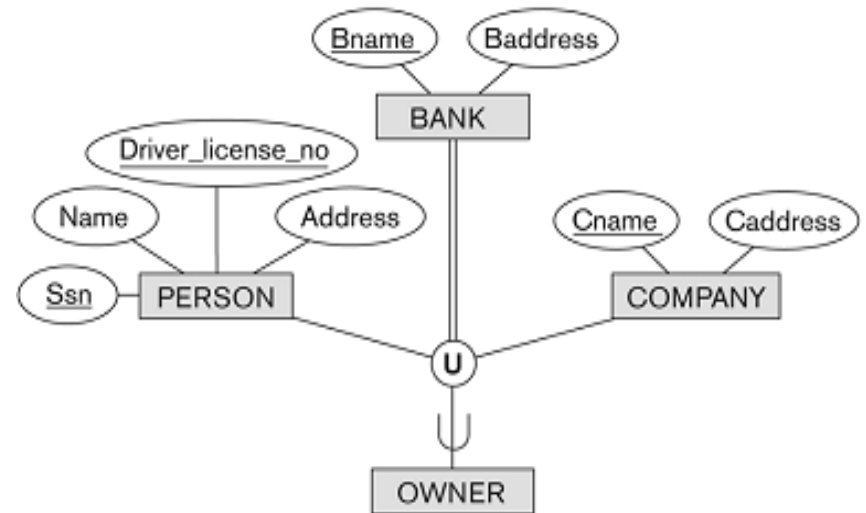 Bname
Baddress
BANK
Driver_license_no
Name
Address
Cname
Caddress
Ssn
PERSON
COMPANY
U
OWNER